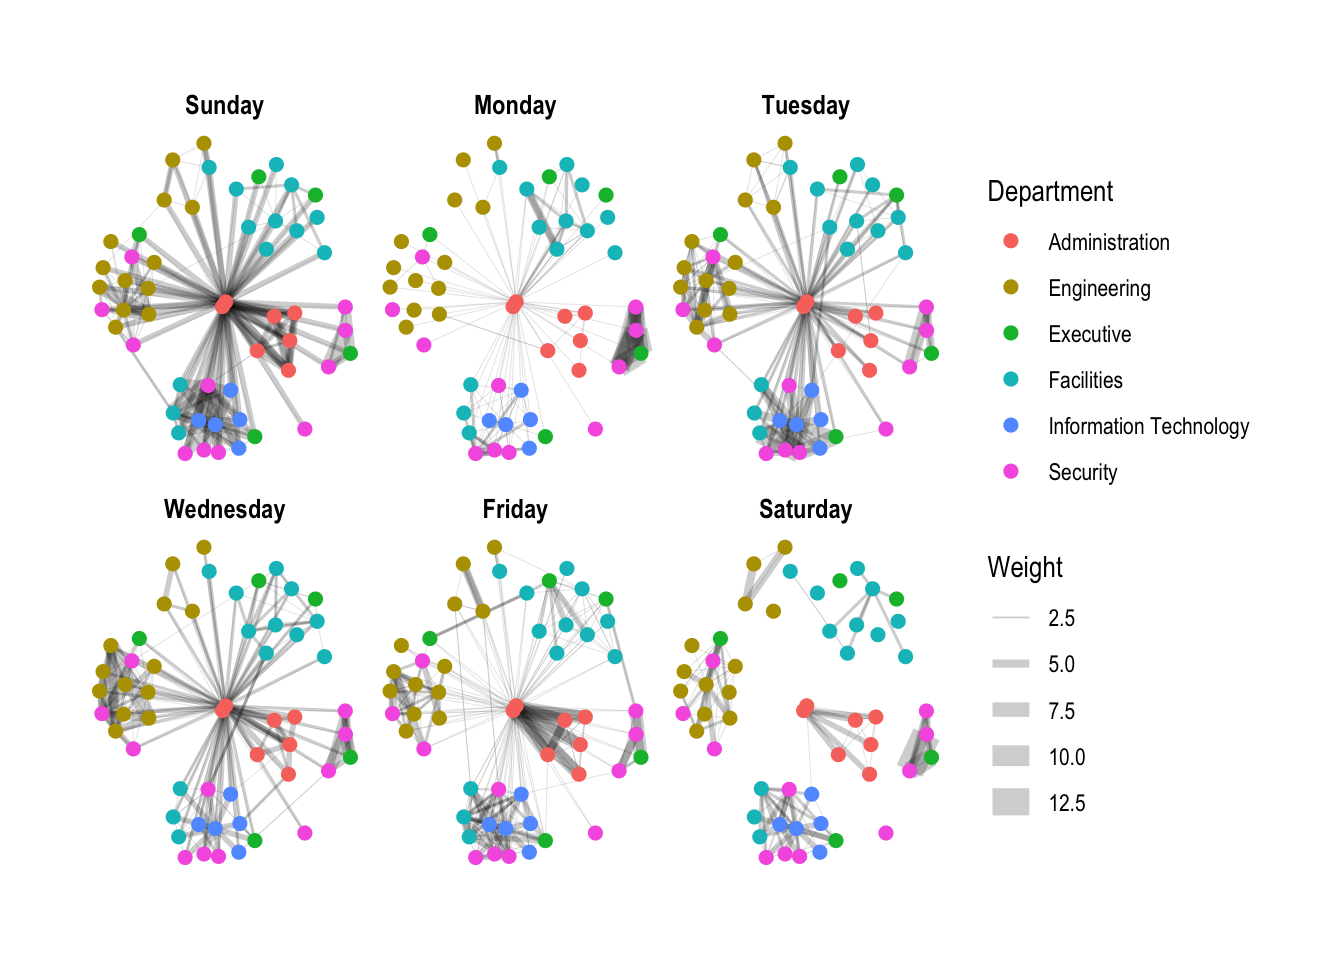 Sunday
Monday
Tuesday
Wednesday
Friday
Saturday
Department
Administration
Engineering
Executive
Facilities
Information Technology
Security
Weight
2.5
5.0
7.5
10.0
12.5